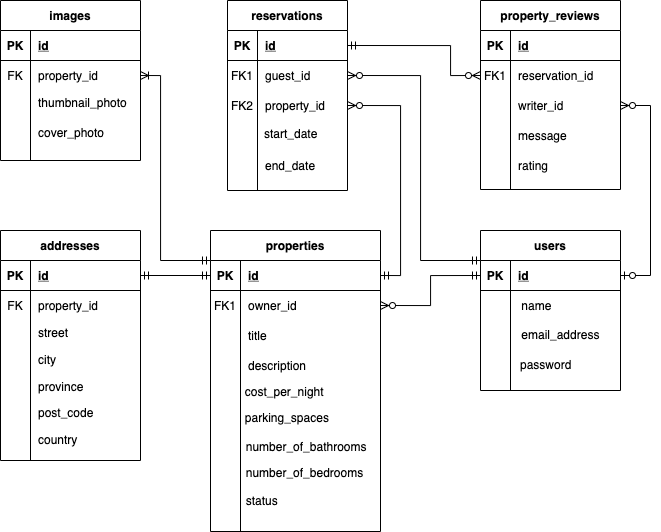 images
PK id
FK property_id
thumbnail_photo
cover_photo
reservations
PK id
FK1 guest_id
FK2 property_id
start_date
end_date
property_reviews
PK id
FK1 reservation_id
writer_id
message
rating
addresses
PK id
FK property_id
street
city
province
post_code
country
properties
PK id
FK1 owner_id
title
description
cost_per_night
parking_spaces
number_of_bathrooms
number_of_bedrooms
status
users
PK id
name
email_address
password